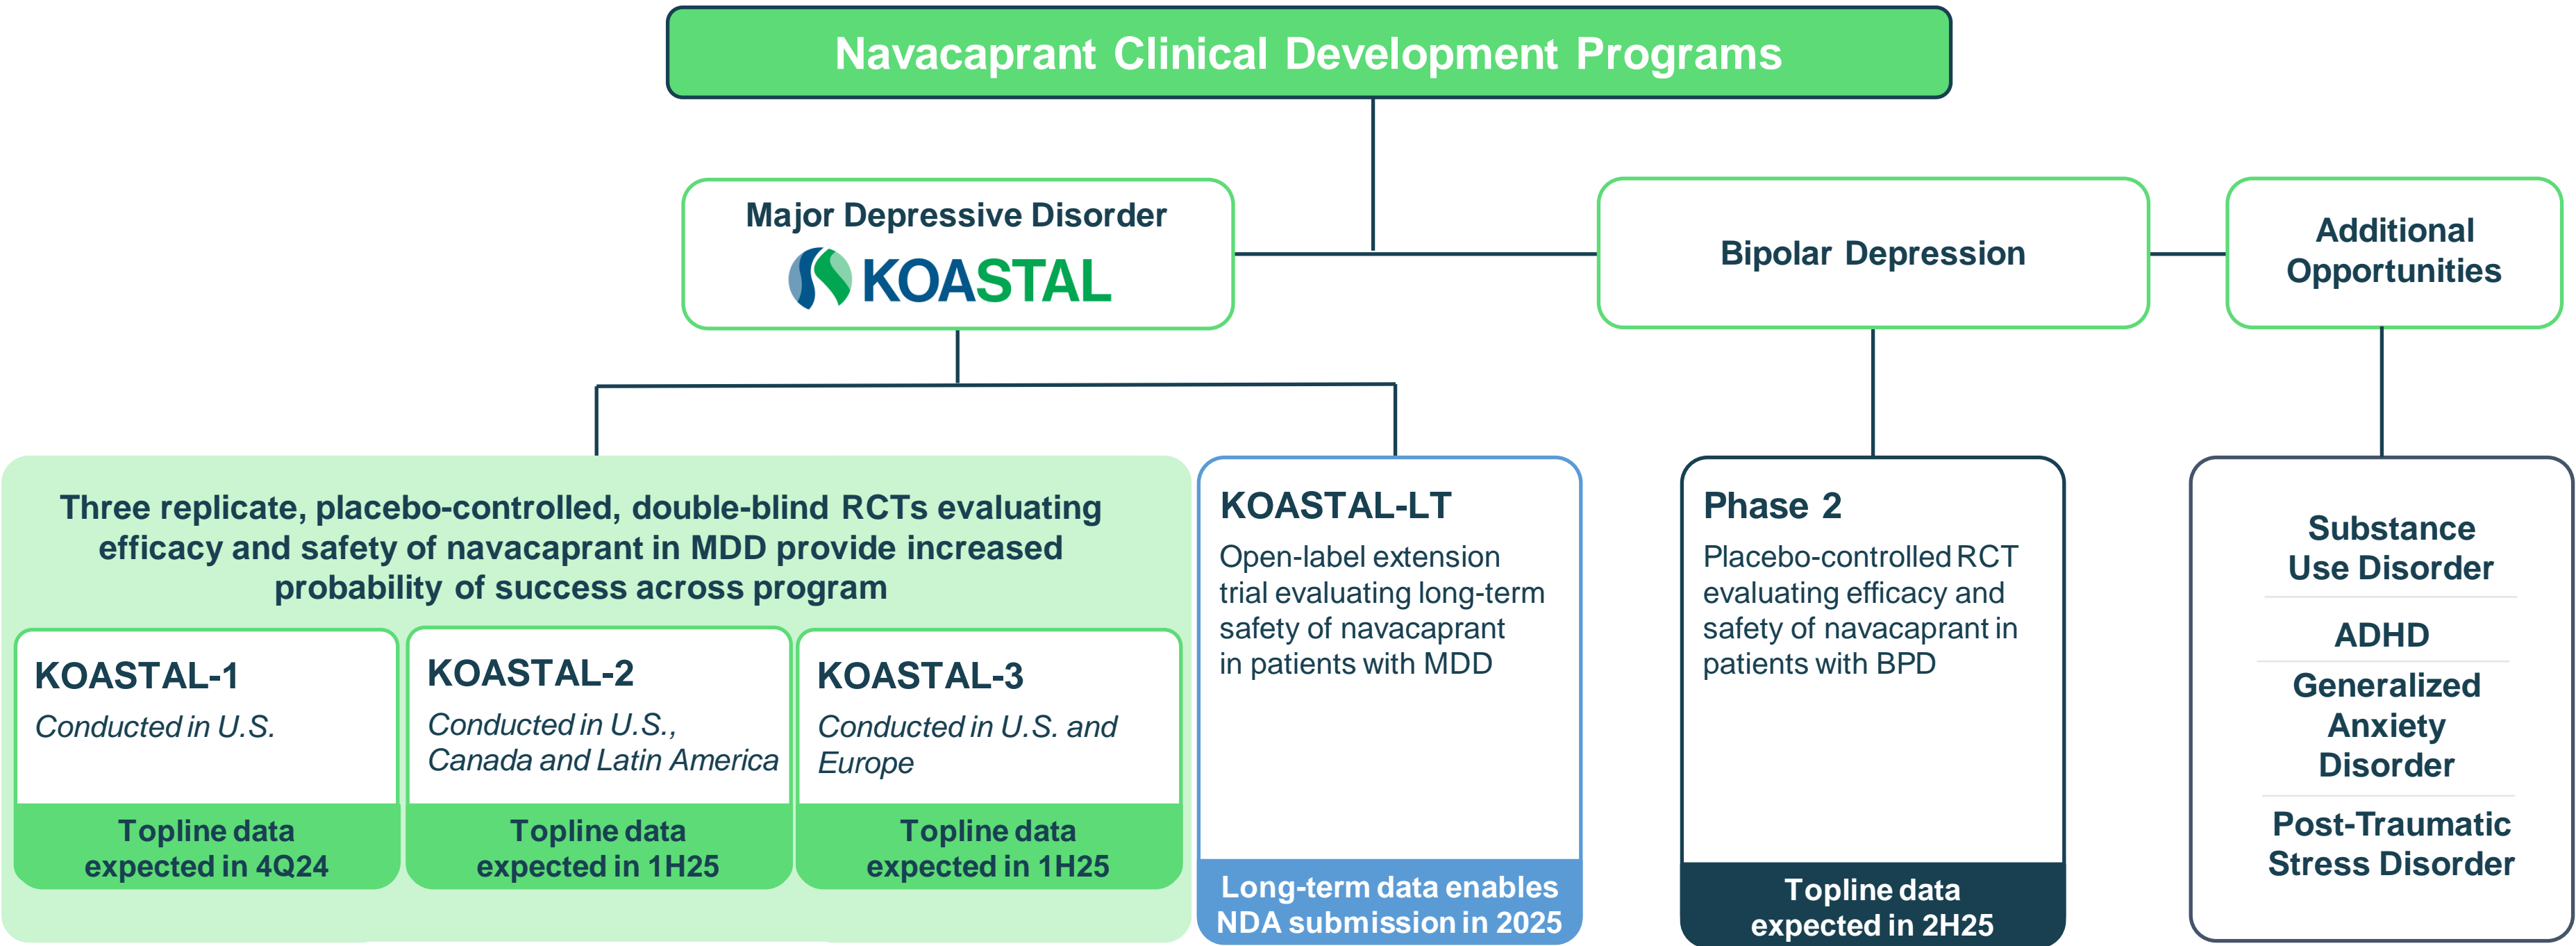 Navacaprant Clinical Development Programs
Major Depressive Disorder
KOASTAL
Bipolar Depression
Additional
Opportunities
Three replicate, placebo-controlled, double-blind RCTs evaluating
efficacy and safety of navacaprant in MDD provide increased
probability of success across program
KOASTAL-1
Conducted in U.S.
Topline data
expected in 4Q24
KOASTAL-2
Conducted in U.S.,
Canada and Latin America
Topline data
expected in 1H25
KOASTAL-3
Conducted in U.S. and
Europe
Topline data
expected in 1H25
KOASTAL-LT
Open-label extension
trial evaluating long-term
safety of navacaprant
in patients with MDD
Long-term data enables
NDA submission in 2025
Phase 2
Placebo-controlled RCT
evaluating efficacy and
safety of navacaprant in
patients with BPD
Topline data
expected in 2H25
Substance
Use Disorder
ADHD
Generalized
Anxiety
Disorder
Post-Traumatic
Stress Disorder